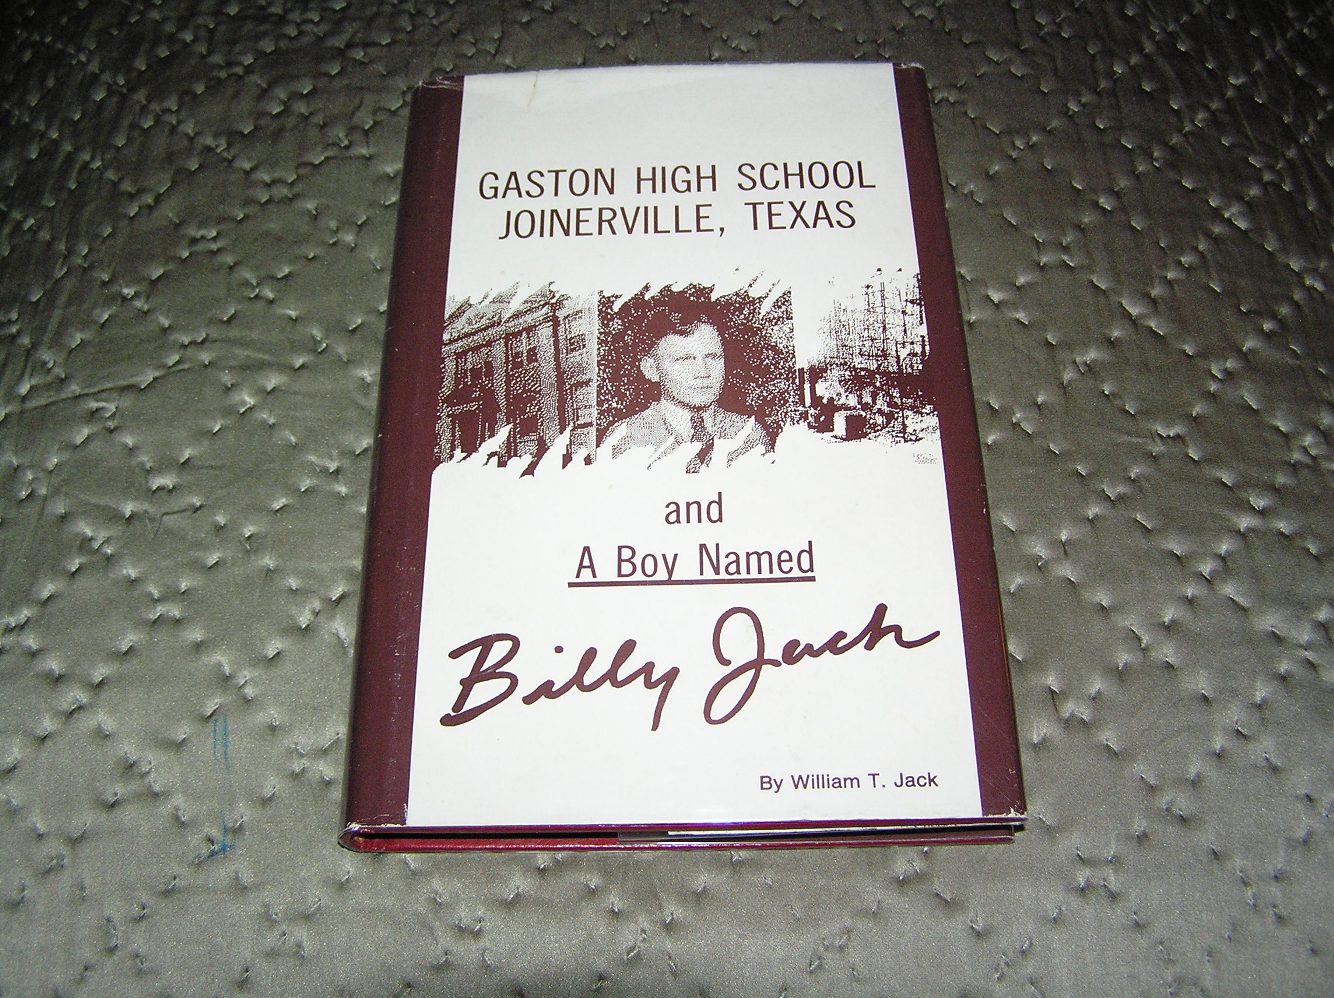 GASTON HIGH SCHOOL
JOINERVILLE, TEXAS
and
A Boy Named
Billy Jack
By William T. Jack